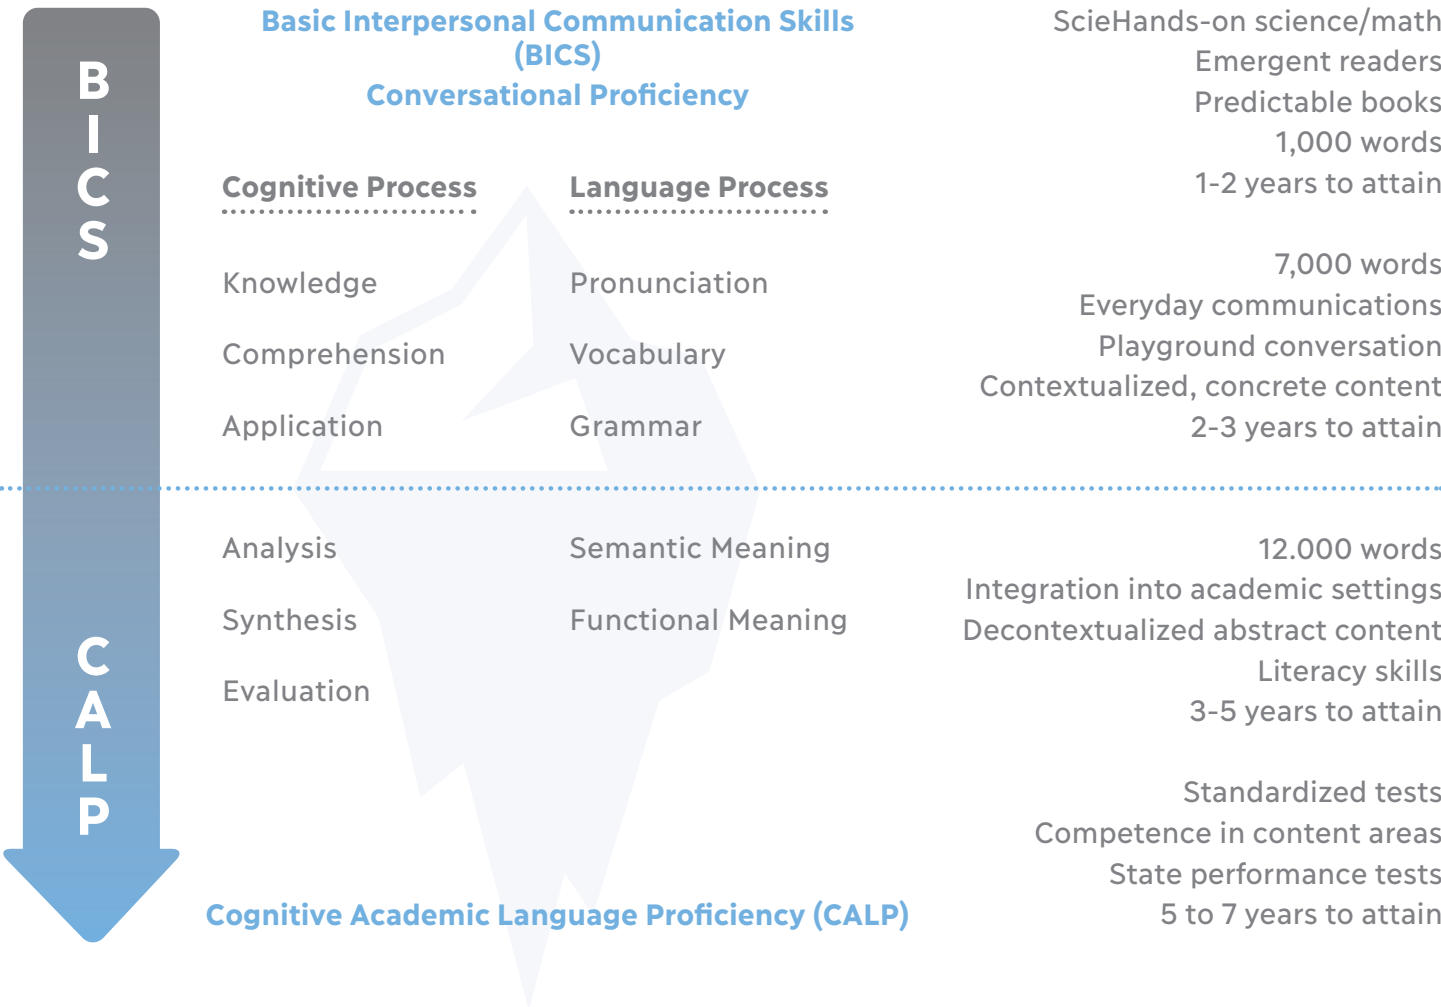 BICS
CALP
Basic Interpersonal Communication Skills
(BICS)
Conversational Proficiency
Cognitive Process
Knowledge
Comprehension
Application
Analysis
Synthesis
Evaluation
Language Process
Pronunciation
Vocabulary
Grammar
Semantic Meaning
Functional Meaning
Cognitive Academic Language Proficiency (CALP)
ScieHands-on science/math
Emergent readers
Predictable books
1,000 words
1-2 years to attain
7,000 words
Everyday communications
Playground conversation
Contextualized, concrete content
2-3 years to attain
12.000 words
Integration into academic settings
Decontextualized abstract content
Literacy skills
3-5 years to attain
Standardized tests
Competence in content areas
State performance tests
5 to 7 years to attain